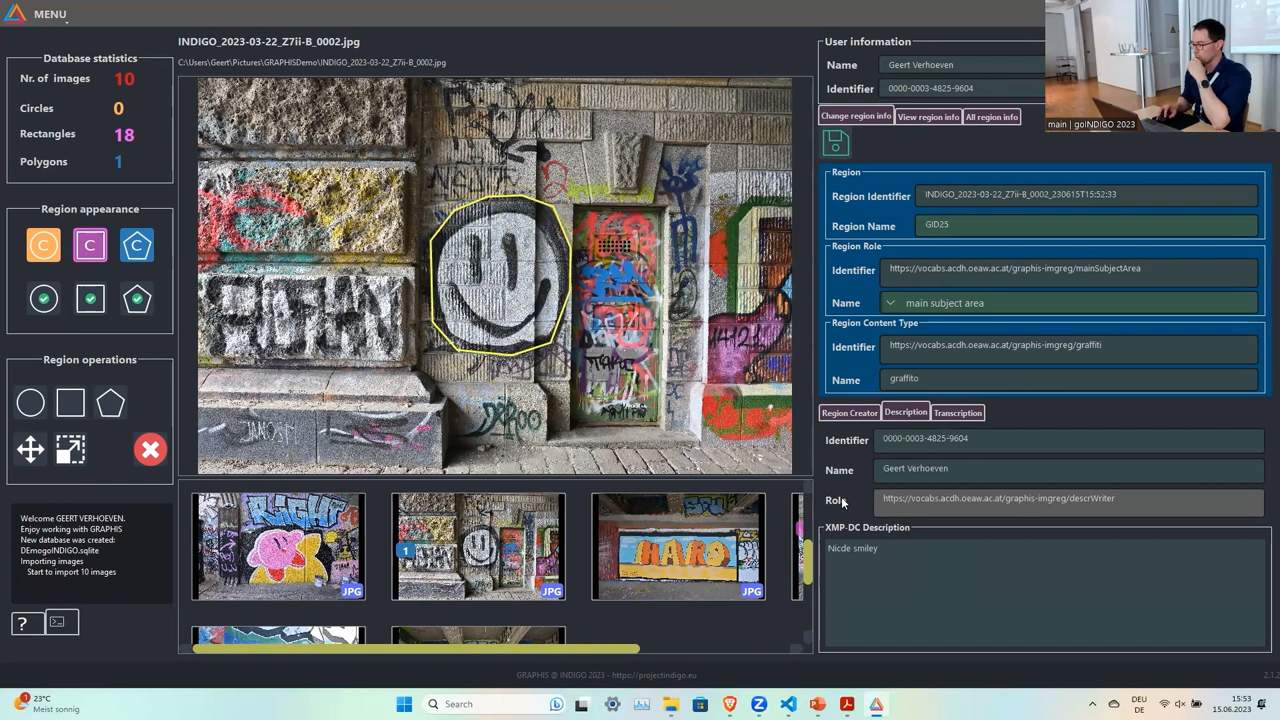 MENU
Database statistics
Nr. of images 10
Circles 0
Rectangles 18
Polygons 1
Region appearance
C C C
Region operations
Welcome GEERT VERHOEVEN.
Enjoy working with GRAPHIS
New database was created:
DEmogoINDIGO.sqlite
Importing images
Start to import 10 images
?
INDIGO_2023-03-22_Z7ii-B_0002.jpg
C:\Users\Geert\Pictures\GRAPHISDemo\INDIGO_2023-03-22_Z7ii-B_0002.jpg
JPG
1
JPG
HARO
JPG
User information
Name Geert Verhoeven
Identifier 0000-0003-4825-9604
main | goINDIGO 2023
Change region info View region info All region info
Region
Region Identifier INDIGO_2023-03-22_Z7ii-B_0002_230615T15:52:33
Region Name GID25
Region Role
Identifier https://vocabs.acdh.oeaw.ac.at/graphis-imgreg/mainSubjectArea
Name main subject area
Region Content Type
Identifier https://vocabs.acdh.oeaw.ac.at/graphis-imgreg/graffiti
Name graffito
Region Creator Description Transcription
Identifier 0000-0003-4825-9604
Name Geert Verhoeven
Role https://vocabs.acdh.oeaw.ac.at/graphis-imgreg/descrWriter
XMP-DC Description
Nicde smiley
GRAPHIS @ INDIGO 2023 - https://projectindigo.eu
2.1.2
1
23°C
Meist sonnig
Search
DEU
DE
15:53
15.06.2023